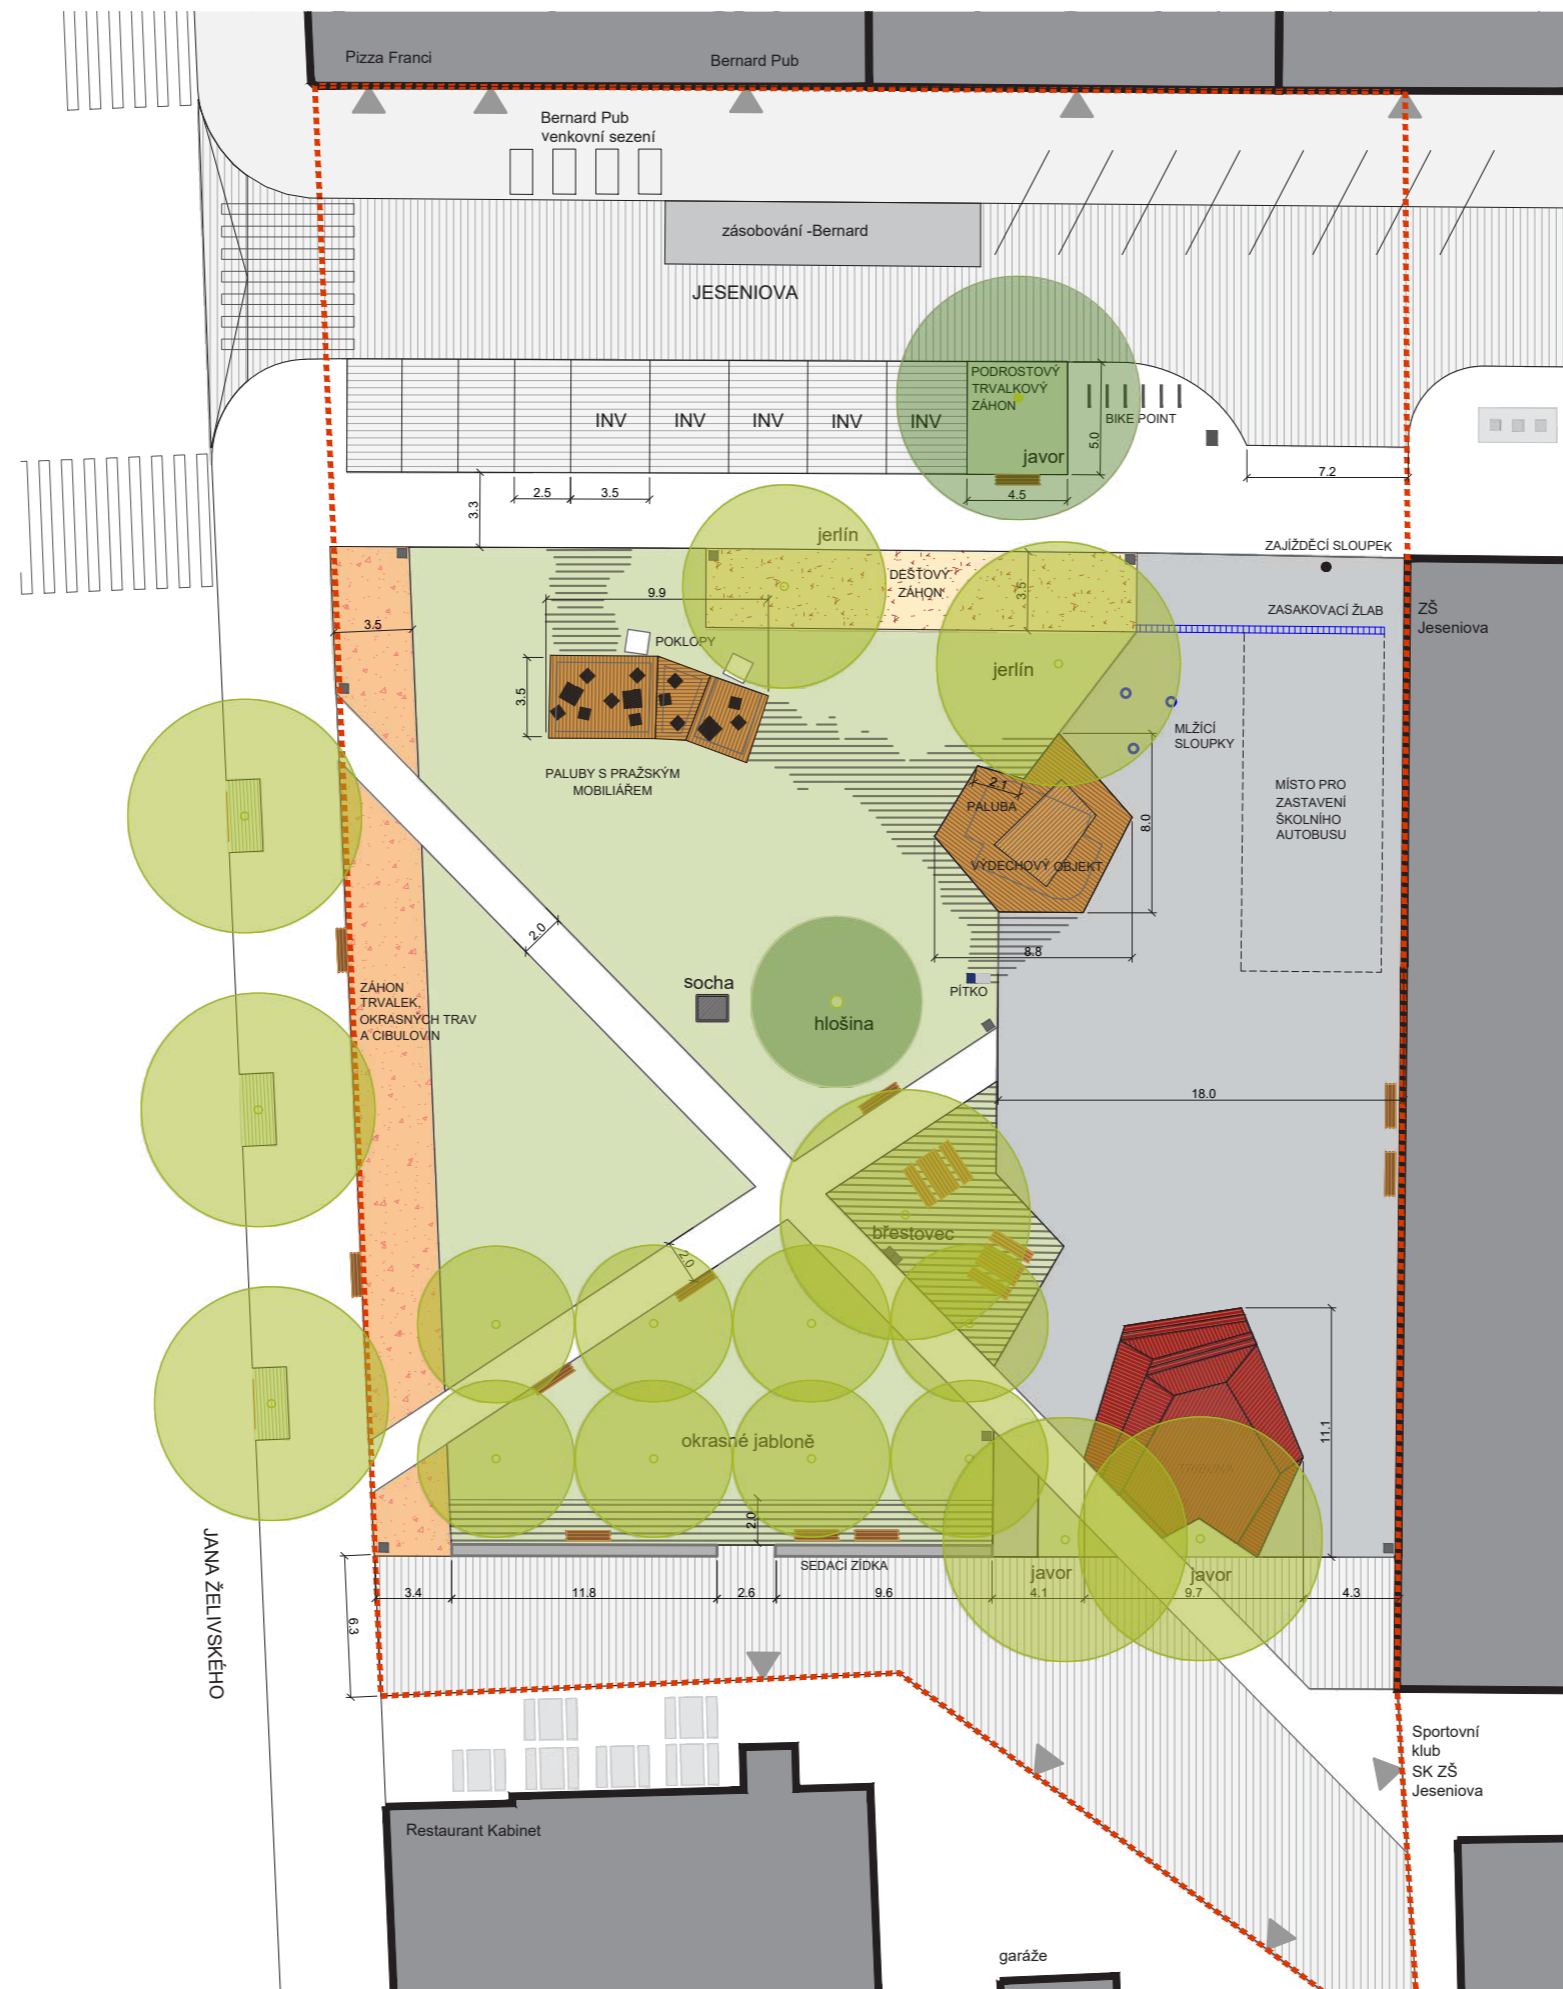 Pizza Franci
Bernard Pub
Bernard Pub
venkovní sezení
zásobování -Bernard
JESENIOVA
PODROSTOVÝ
TRVALKOVÝ
ZÁHON
BIKE POINT
INV
INV
INV
INV
INV
5.0
javor
7.2
2.5
3.5
4.5
3.3
jerlín
ZAJÍŽDĚCÍ SLOUPEK
DEŠŤOVÝ
ZÁHON
3.5
9.9
ZASAKOVACÍ ŽLAB
ZŠ
Jeseniova
3.5
POKLOPY
jerlín
3.5
MLŽÍCÍ
SLOUPKY
PALUBY S PRAŽSKÝM
MOBILIÁŘEM
2.1
PALUBA
8.0
MÍSTO PRO
ZASTAVENÍ
ŠKOLNÍHO
AUTOBUSU
VÝDECHOVÝ OBJEKT
2.0
8.8
socha
PÍTKO
ZÁHON
TRVALEK,
OKRASNÝCH TRAV
A CIBULOVIN
hlošina
18.0
břestovec
2.0
11.1
okrasné jabloně
TRIBUNA
2.0
SEDACÍ ZÍDKA
javor
javor
3.4
11.8
2.6
9.6
4.1
9.7
4.3
6.3
JANA ŽELIVSKÉHO
Sportovní
klub
SK ZŠ
Jeseniova
Restaurant Kabinet
garáže